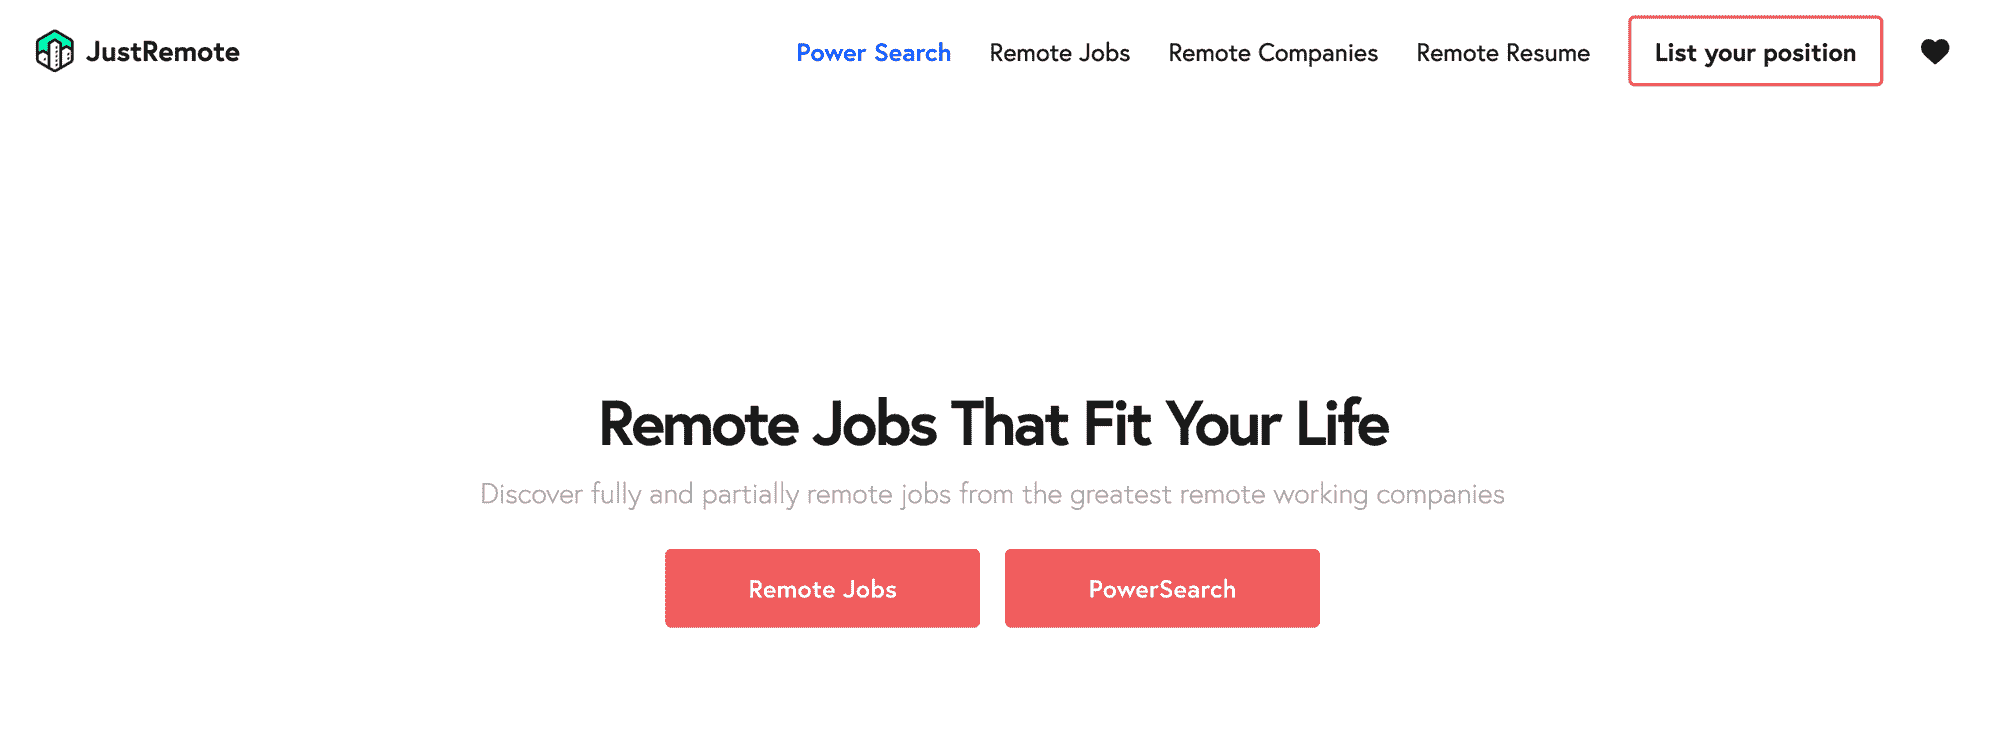 JustRemote
Power Search Remote Jobs Remote Companies Remote Resume List your position
Remote Jobs That Fit Your Life
Discover fully and partially remote jobs from the greatest remote working companies
Remote Jobs PowerSearch